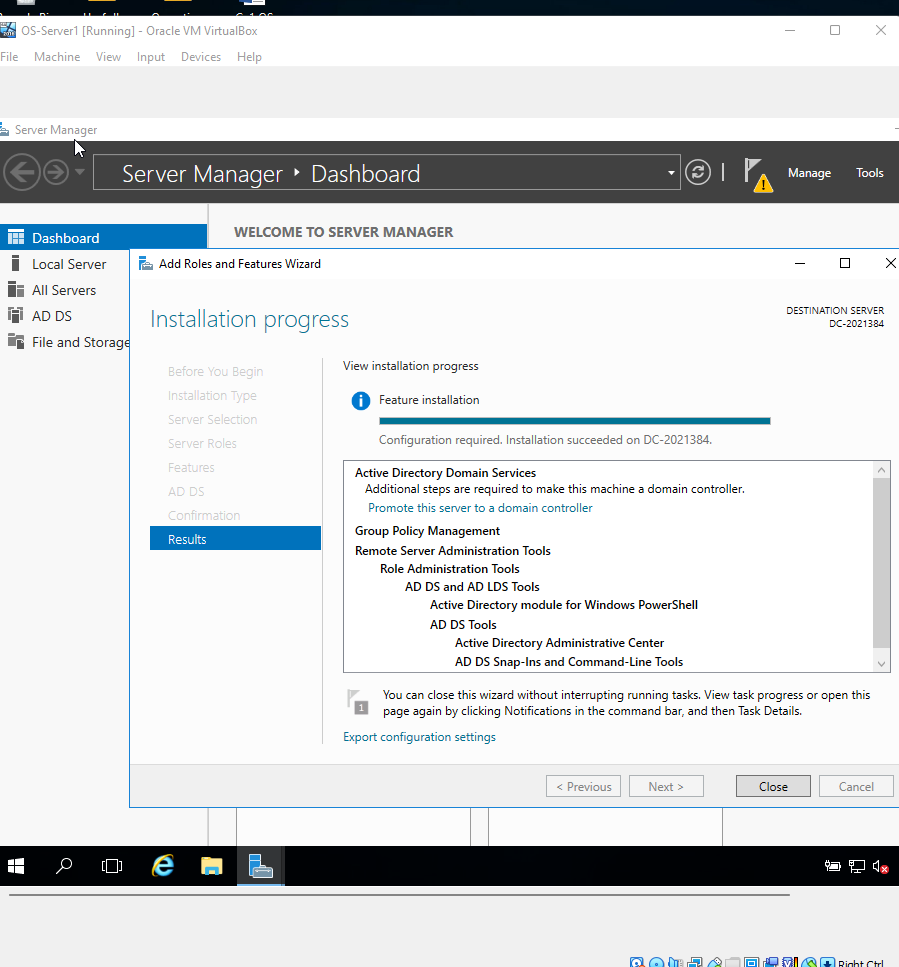 OS-Server1 [Running] - Oracle VM VirtualBox
File Machine View Input Devices Help
Server Manager
Server Manager Dashboard
Manage Tools
Dashboard
Local Server
All Servers
AD DS
File and Storage
WELCOME TO SERVER MANAGER
Add Roles and Features Wizard
Installation progress
DESTINATION SERVER
DC-2021384
Before You Begin
Installation Type
Server Selection
Server Roles
Features
AD DS
Confirmation
Results
View installation progress
Feature installation
Configuration required. Installation succeeded on DC-2021384.
Active Directory Domain Services
Additional steps are required to make this machine a domain controller.
Promote this server to a domain controller
Group Policy Management
Remote Server Administration Tools
Role Administration Tools
AD DS and AD LDS Tools
Active Directory module for Windows PowerShell
AD DS Tools
Active Directory Administrative Center
AD DS Snap-Ins and Command-Line Tools
1
You can close this wizard without interrupting running tasks. View task progress or open this
page again by clicking Notifications in the command bar, and then Task Details.
Export configuration settings
< Previous Next > Close Cancel
Right Ctrl